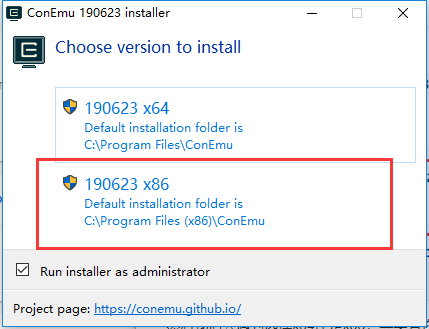 ConEmu 190623 installer
Choose version to install
190623 x64
Default installation folder is
C:\Program Files\ConEmu
190623 x86
Default installation folder is
C:\Program Files (x86)\ConEmu
Run installer as administrator
Project page: https://conemu.github.io/